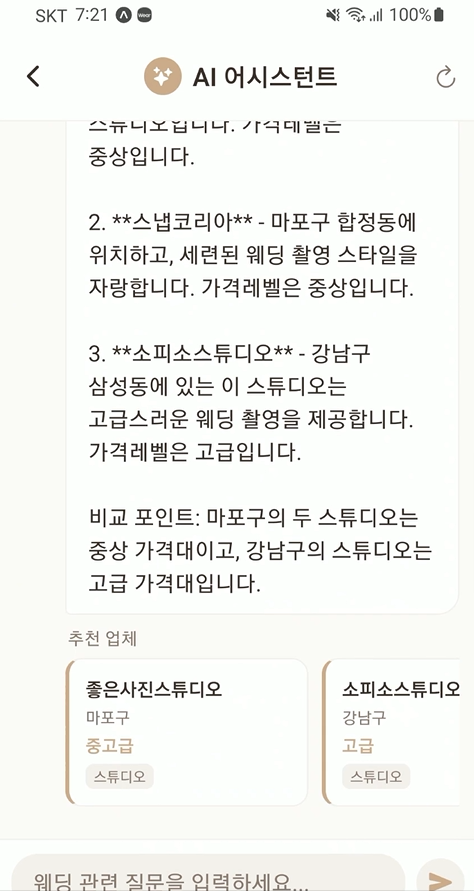 SKT 7:21 Wear 100%
AI 어시스턴트
스튜디오입니다. 가격레벨은
중상입니다.
2. **스냅코리아** - 마포구 합정동에
위치하고, 세련된 웨딩 촬영 스타일을
자랑합니다. 가격레벨은 중상입니다.
3. **소피소스튜디오** - 강남구
삼성동에 있는 이 스튜디오는
고급스러운 웨딩 촬영을 제공합니다.
가격레벨은 고급입니다.
비교 포인트: 마포구의 두 스튜디오는
중상 가격대이고, 강남구의 스튜디오는
고급 가격대입니다.
추천 업체
좋은사진스튜디오
마포구
중고급
스튜디오
소피소스튜디오
강남구
고급
스튜디오
웨딩 관련 질문을 입력하세요...